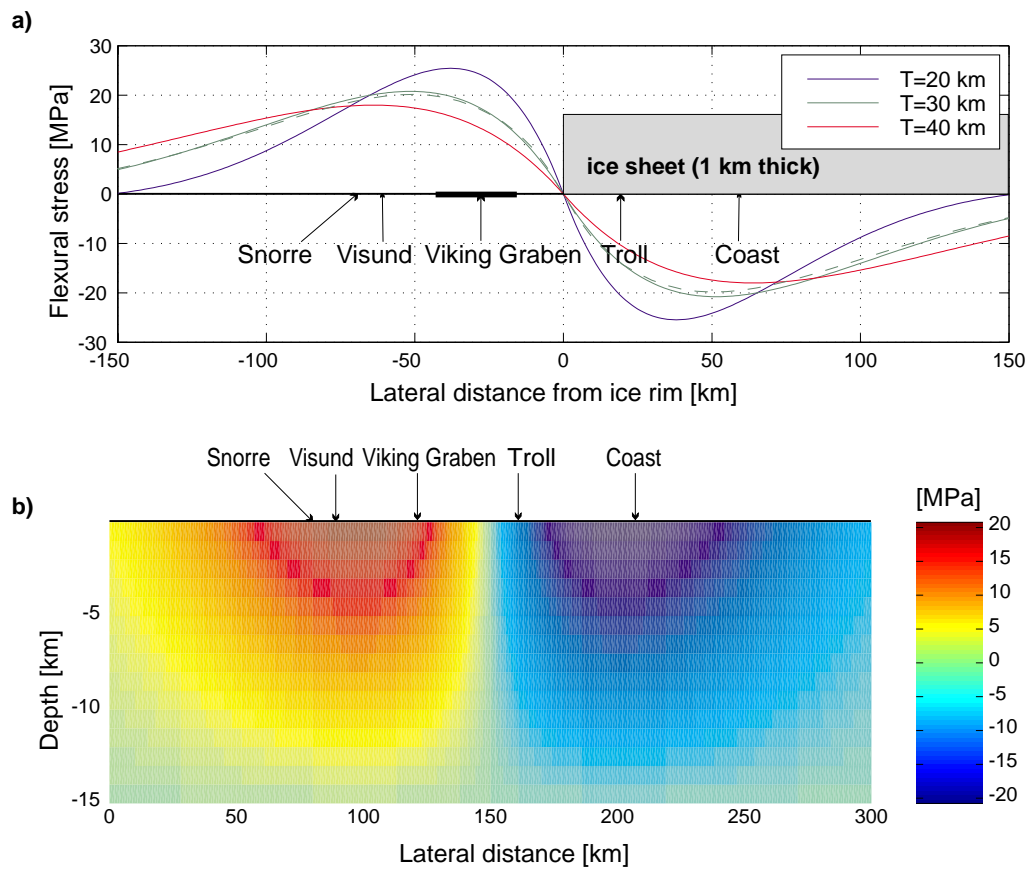 a)
30
20
10
0
-10
-20
-30
Flexural stress [MPa]
T=20 km
T=30 km
T=40 km
ice sheet (1 km thick)
Snorre Visund Viking Graben Troll Coast
-150 -100 -50 0 50 100 150
Lateral distance from ice rim [km]
Snorre Visund Viking Graben Troll Coast
b)
[MPa]
-5
-10
-15
Depth [km]
0 50 100 150 200 250 300
Lateral distance [km]
20
15
10
5
0
-5
-10
-15
-20